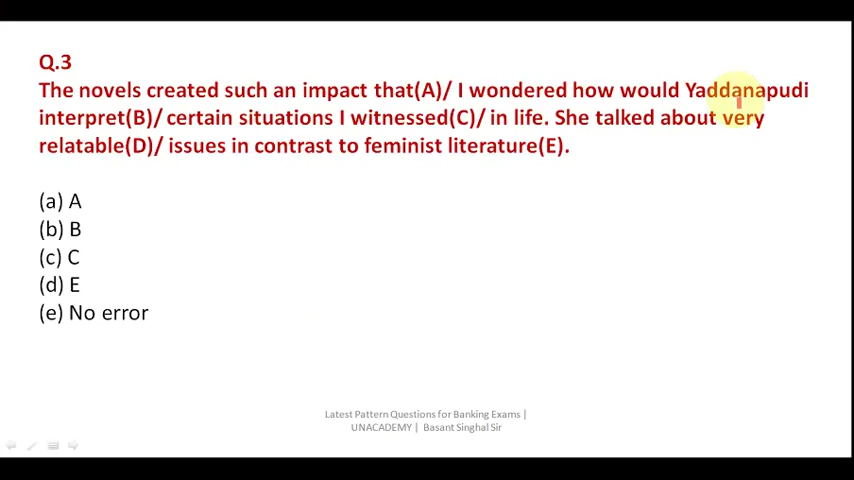 Q.3
The novels created such an impact that(A)/ I wondered how would Yaddanapudi
interpret(B)/ certain situations I witnessed(C)/ in life. She talked about very
relatable(D)/ issues in contrast to feminist literature(E).
(a) A
(b) B
(c) C
(d) E
(e) No error
Latest Pattern Questions for Banking Exams |
UNACADEMY | Basant Singhal Sir